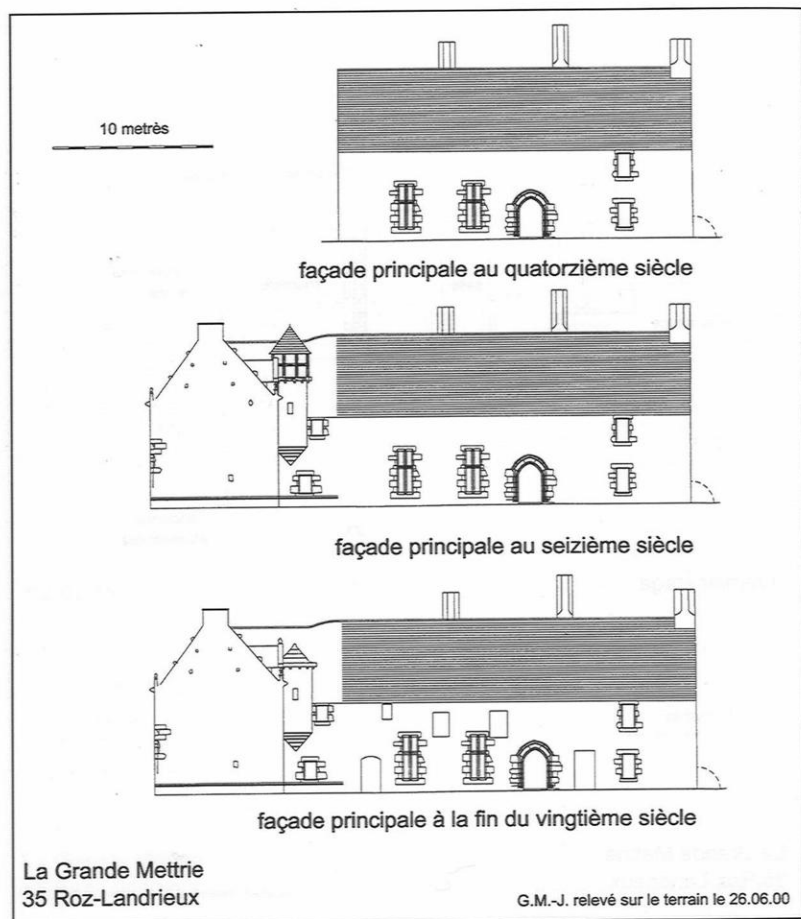 10 metrès
façade principale au quatorzième siècle
façade principale au seizième siècle
façade principale à la fin du vingtième siècle
La Grande Mettrie
35 Roz-Landrieux
G.M.-J. relevé sur le terrain le 26.06.00